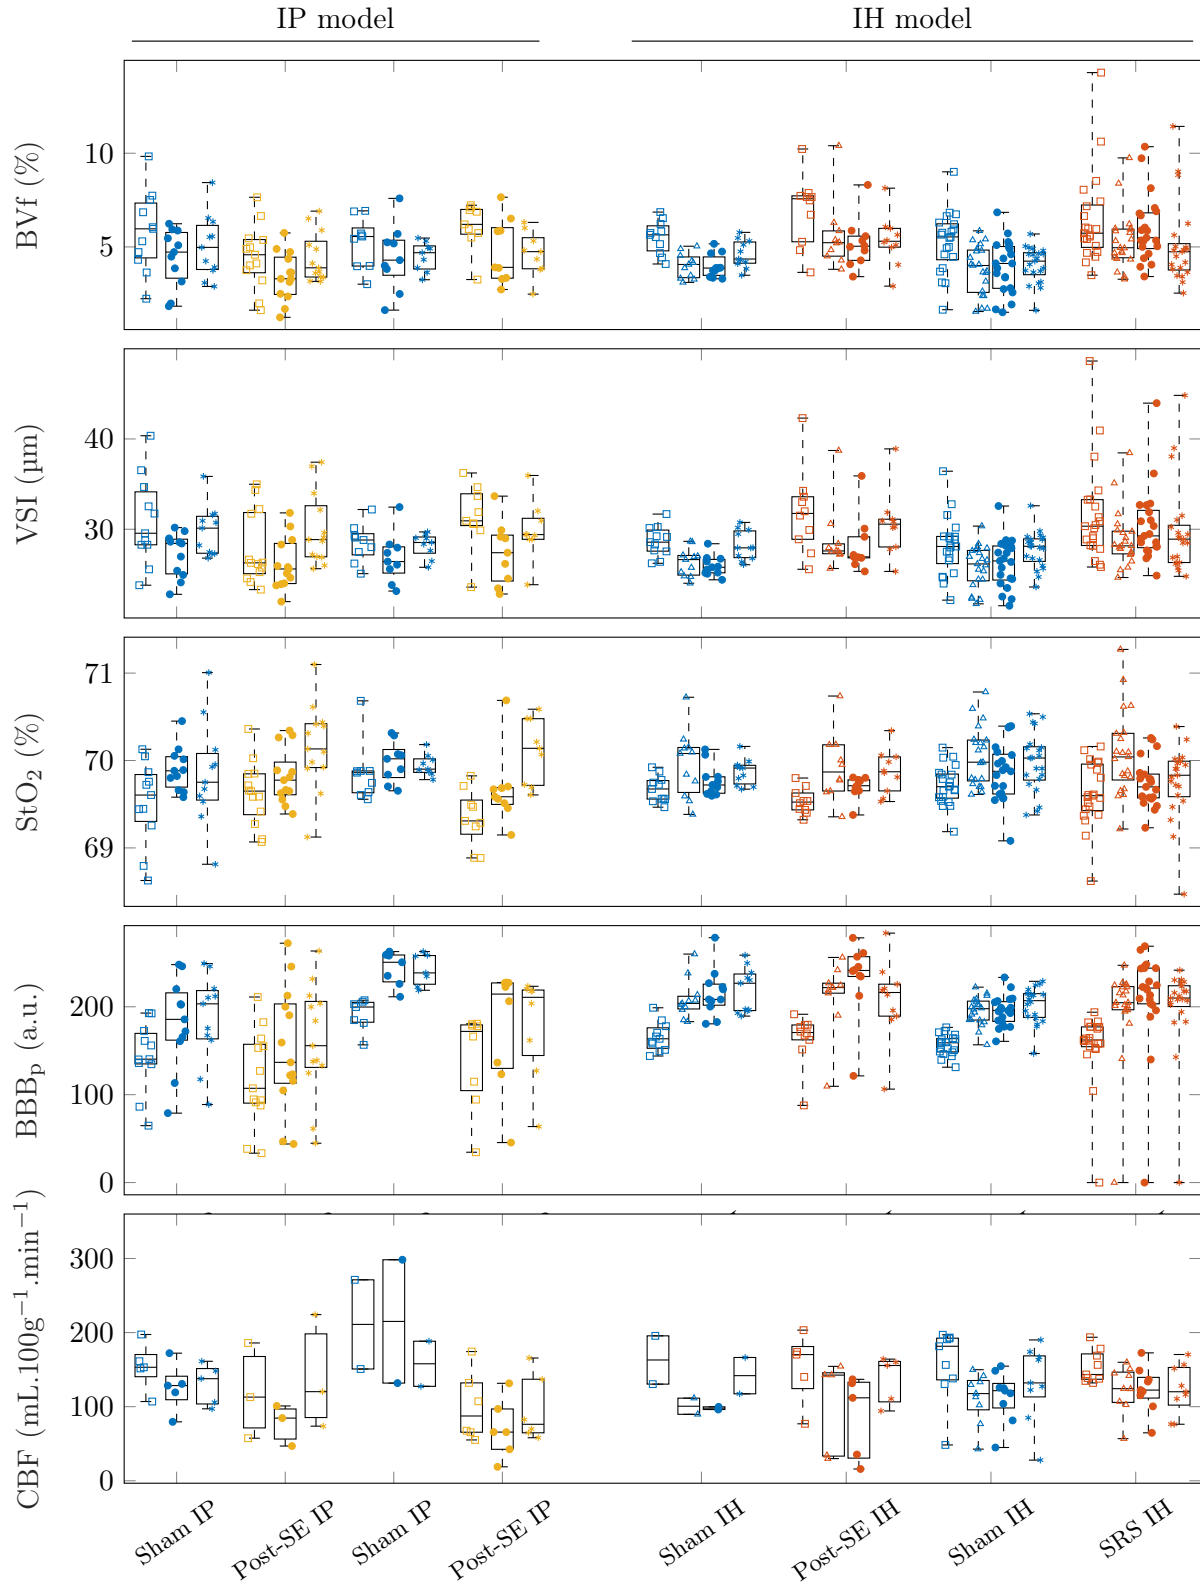 IP model
IH model
BVf (%)
10
5
VSI (µm)
40
30
StO₂ (%)
71
70
69
BBBₚ (a.u.)
200
100
0
CBF (mL.100g⁻¹.min⁻¹)
300
200
100
0
Sham IP
Post-SE IP
Sham IP
Post-SE IP
Sham IH
Post-SE IH
Sham IH
SRS IH